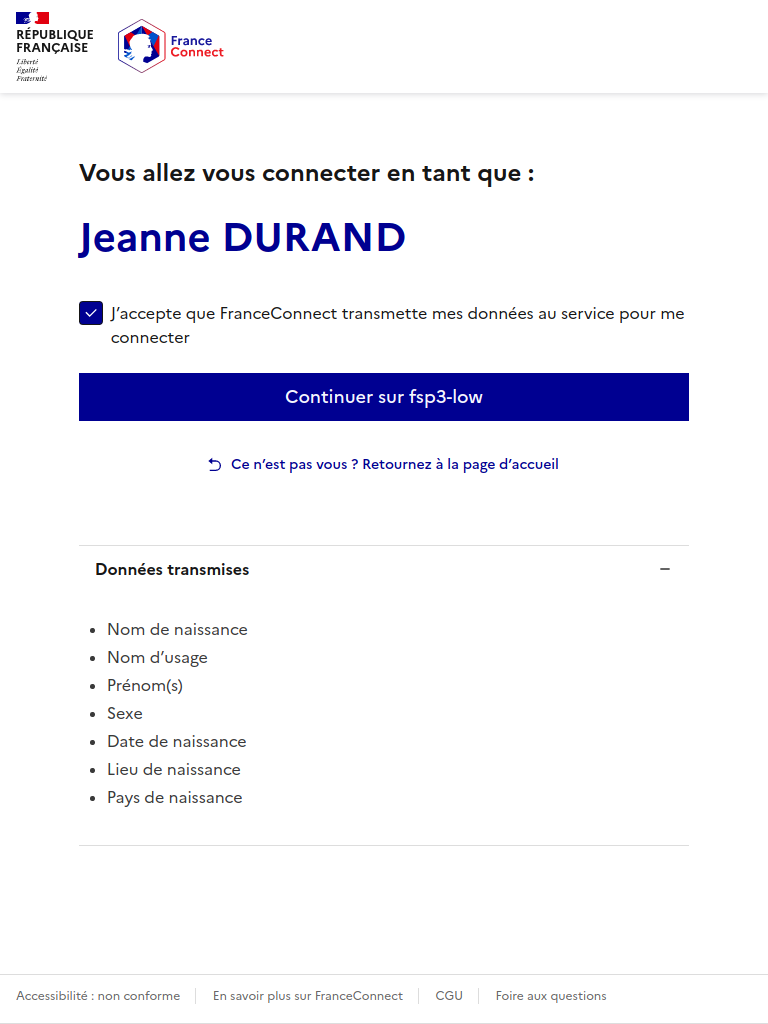 RÉPUBLIQUE
FRANÇAISE
Liberté
Égalité
Fraternité
France
Connect
Vous allez vous connecter en tant que :
Jeanne DURAND
J’accepte que FranceConnect transmette mes données au service pour me
connecter
Continuer sur fsp3-low
Ce n’est pas vous ? Retournez à la page d’accueil
Données transmises
Nom de naissance
Nom d’usage
Prénom(s)
Sexe
Date de naissance
Lieu de naissance
Pays de naissance
Accessibilité : non conforme
En savoir plus sur FranceConnect
CGU
Foire aux questions